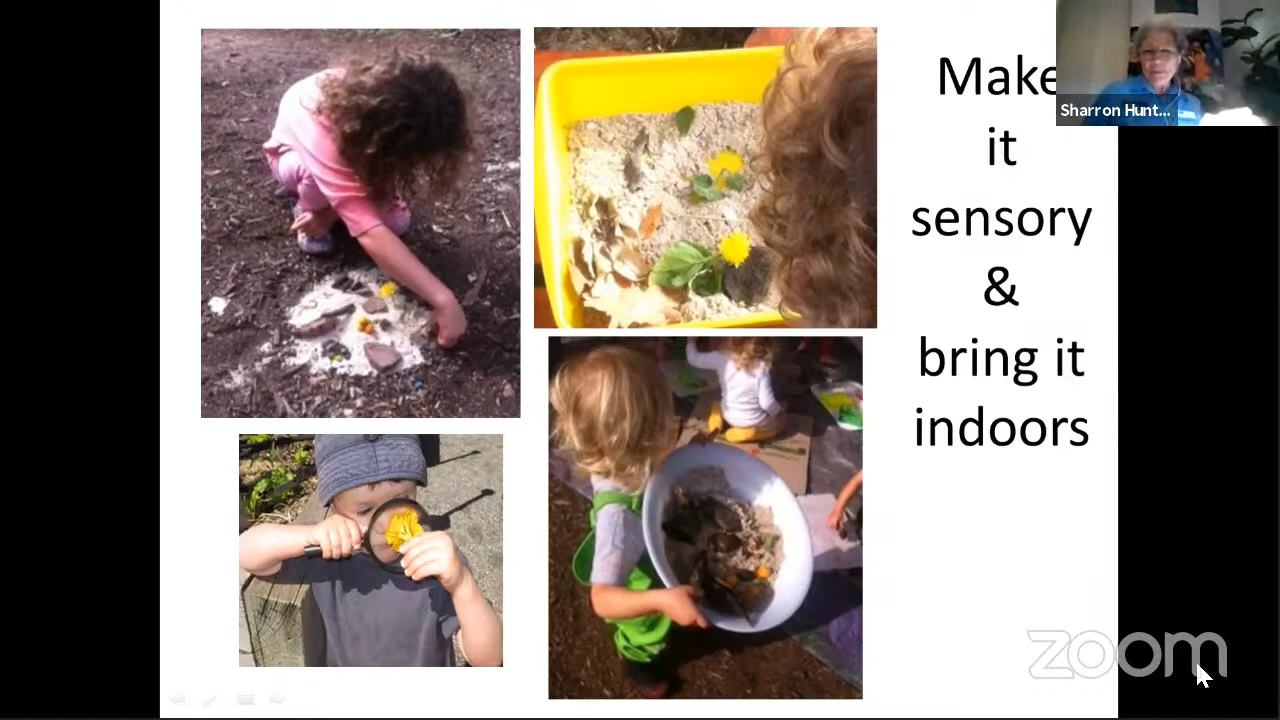 Make
it
sensory
&
bring it
indoors
Sharron Hunt...
zoom